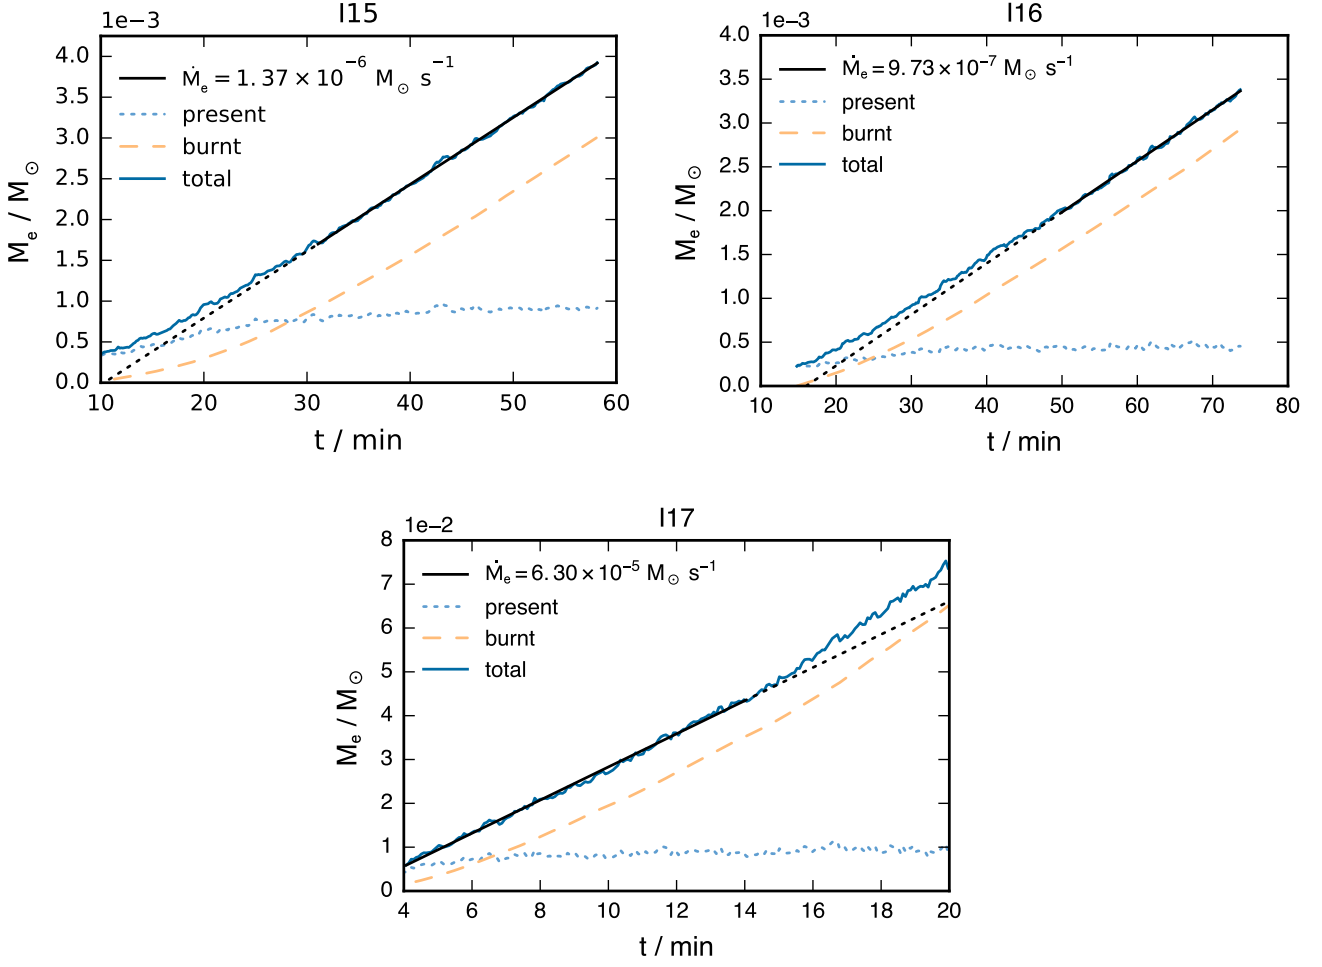 I15
1e−3
Ṁe = 1.37 × 10−6 M⊙ s−1
present
burnt
total
4.0
3.5
3.0
2.5
2.0
1.5
1.0
0.5
0.0
Me / M⊙
10 20 30 40 50 60
t / min
I16
1e−3
Ṁe=9.73×10−7 M⊙ s−1
present
burnt
total
4.0
3.5
3.0
2.5
2.0
1.5
1.0
0.5
0.0
Me / M⊙
10 20 30 40 50 60 70 80
t / min
I17
1e−2
Ṁe=6.30×10−5 M⊙ s−1
present
burnt
total
8
7
6
5
4
3
2
1
0
Me / M⊙
4 6 8 10 12 14 16 18 20
t / min